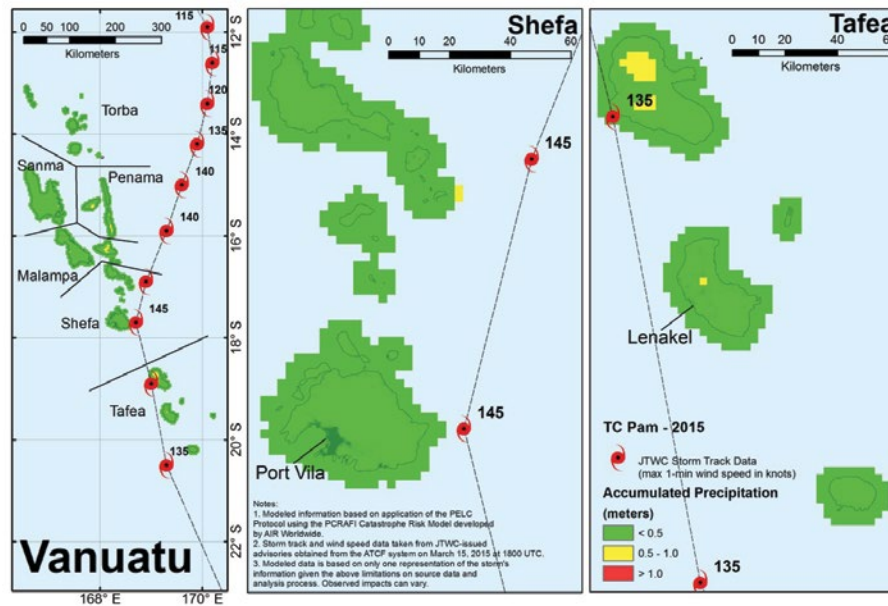 115
115
120
135
140
140
145
135
12° S
14° S
16° S
18° S
20° S
22° S
0 50 100 200 300
Kilometers
Torba
Sanma
Penama
Malampa
Shefa
Tafea
Vanuatu
168° E
170° E
Shefa
0 10 20 40 60
Kilometers
145
145
Port Vila
Notes:
1. Modeled information based on application of the PELC
Protocol using the PCRAFI Catastrophe Risk Model developed
by AIR Worldwide.
2. Storm track and wind speed data taken from JTWC-issued
advisories obtained from the ATCF system on March 15, 2015 at 1800 UTC.
3. Modeled data is based on only one representation of the storm's
information given the above limitations on source data and
analysis process. Observed impacts can vary.
Tafea
0 10 20 40 60
Kilometers
135
Lenakel
TC Pam - 2015
JTWC Storm Track Data
(max 1-min wind speed in knots)
Accumulated Precipitation
(meters)
< 0.5
0.5 - 1.0
> 1.0
135